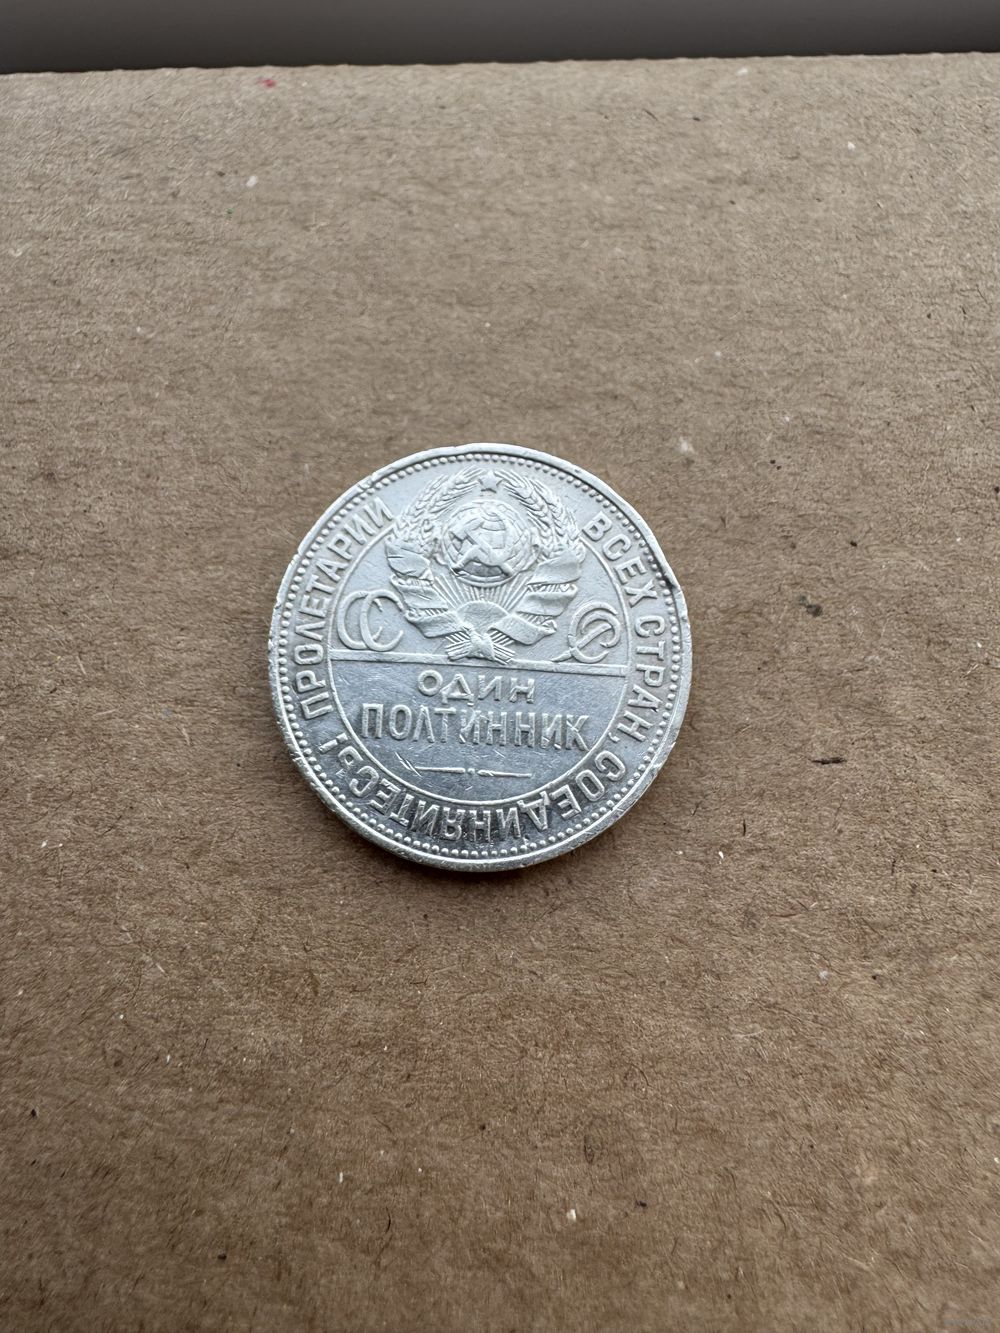 ПРОЛЕТАРИИ ВСЕХ СТРАН, СОЕДИНЯЙТЕСЬ!
СС СР
ОДИН
ПОЛТИННИК